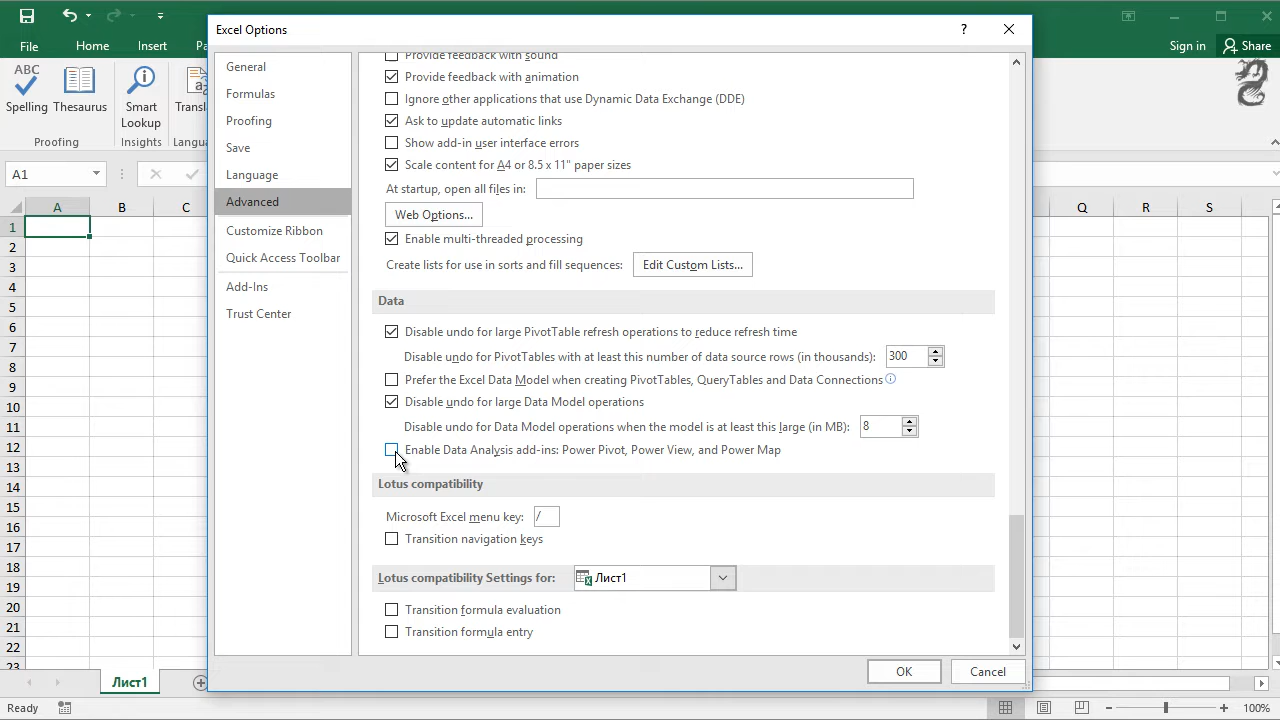 Excel Options
?
File
Home
Insert
Pa
Sign in
Share
ABC
Spelling
Thesaurus
Smart
Lookup
Transl
Proofing
Insights
Langu
A1
A
B
C
Q
R
S
1
2
3
4
5
6
7
8
9
10
11
12
13
14
15
16
17
18
19
20
21
22
23
General
Formulas
Proofing
Save
Language
Advanced
Customize Ribbon
Quick Access Toolbar
Add-Ins
Trust Center
Provide feedback with sound
Provide feedback with animation
Ignore other applications that use Dynamic Data Exchange (DDE)
Ask to update automatic links
Show add-in user interface errors
Scale content for A4 or 8.5 x 11" paper sizes
At startup, open all files in:
Web Options...
Enable multi-threaded processing
Create lists for use in sorts and fill sequences: Edit Custom Lists...
Data
Disable undo for large PivotTable refresh operations to reduce refresh time
Disable undo for PivotTables with at least this number of data source rows (in thousands): 300
Prefer the Excel Data Model when creating PivotTables, QueryTables and Data Connections
Disable undo for large Data Model operations
Disable undo for Data Model operations when the model is at least this large (in MB): 8
Enable Data Analysis add-ins: Power Pivot, Power View, and Power Map
Lotus compatibility
Microsoft Excel menu key: /
Transition navigation keys
Lotus compatibility Settings for: Лист1
Transition formula evaluation
Transition formula entry
OK
Cancel
Лист1
Ready
100%